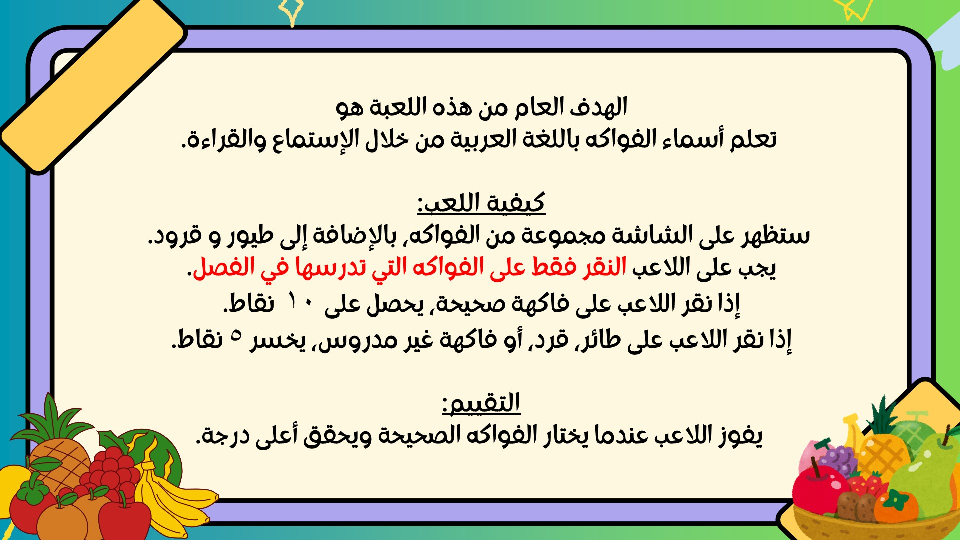 الهدف العام من هذه اللعبة هو
تعلم أسماء الفواكه باللغة العربية من خلال الإستماع والقراءة.
كيفية اللعب:
ستظهر على الشاشة مجموعة من الفواكه، بالإضافة إلى طيور و قرود.
يجب على اللاعب النقر فقط على الفواكه التي تدرسها في الفصل.
إذا نقر اللاعب على فاكهة صحيحة، يحصل على ١٠ نقاط.
إذا نقر اللاعب على طائر، قرد، أو فاكهة غير مدروس، يخسر ٥ نقاط.
التقييم:
يفوز اللاعب عندما يختار الفواكه الصحيحة ويحقق أعلى درجة.